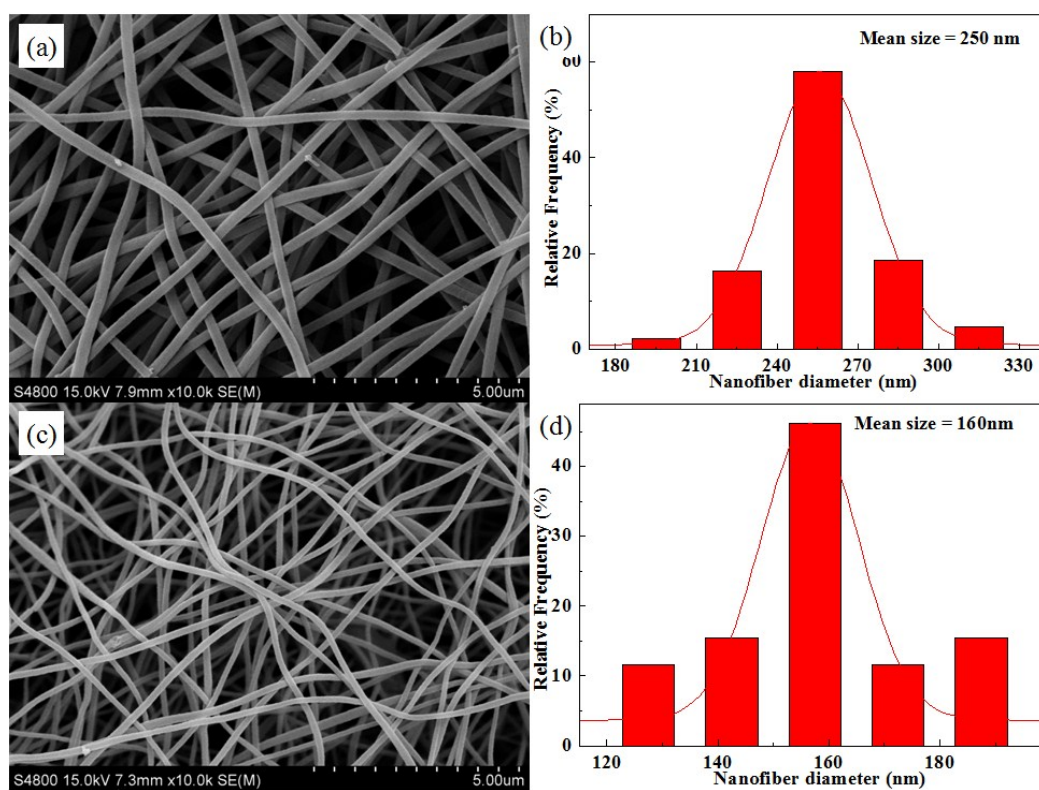 (a)
S4800 15.0kV 7.9mm x10.0k SE(M)
5.00um
(b)
Mean size = 250 nm
Relative Frequency (%)
60
40
20
0
180 210 240 270 300 330
Nanofiber diameter (nm)
(c)
S4800 15.0kV 7.3mm x10.0k SE(M)
5.00um
(d)
Mean size = 160nm
Relative Frequency (%)
40
30
20
10
0
120 140 160 180
Nanofiber diameter (nm)